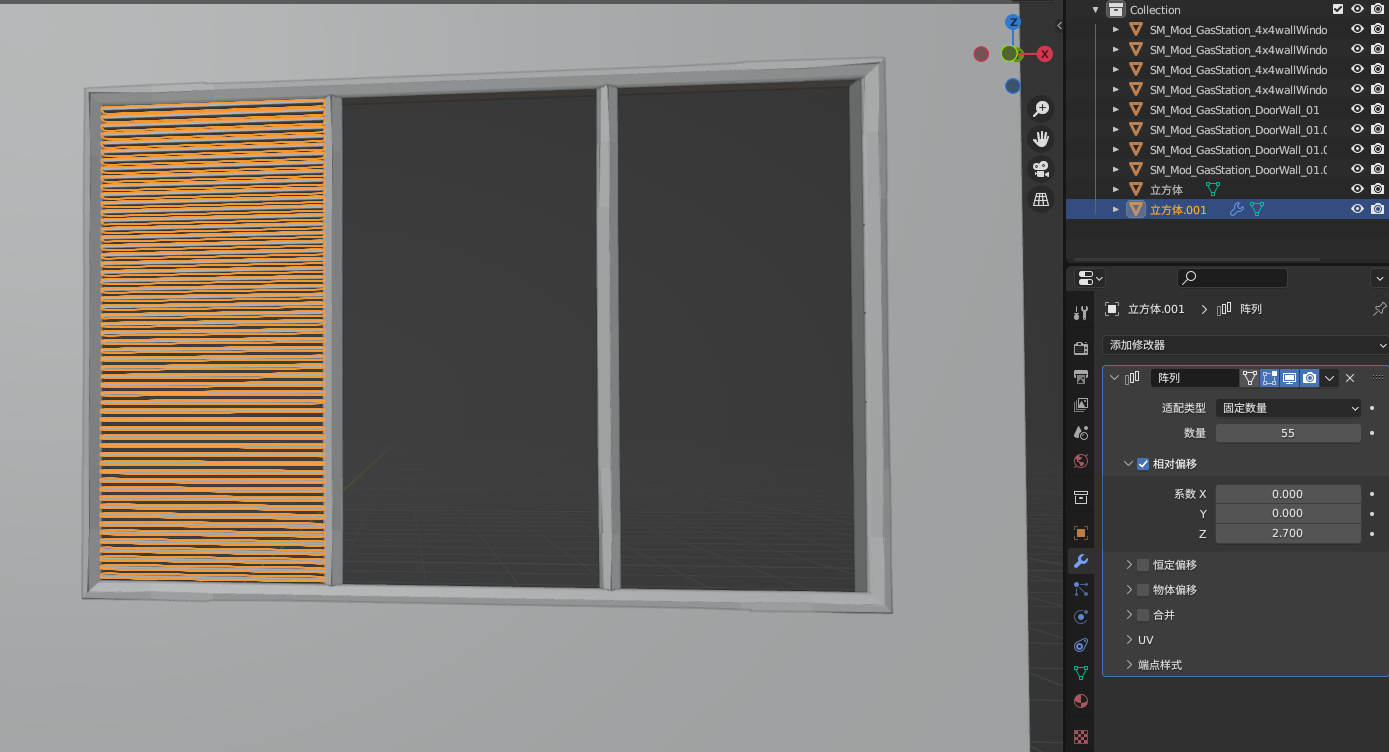 Z
X
Collection
SM_Mod_GasStation_4x4wallWindo
SM_Mod_GasStation_4x4wallWindo
SM_Mod_GasStation_4x4wallWindo
SM_Mod_GasStation_4x4wallWindo
SM_Mod_GasStation_DoorWall_01
SM_Mod_GasStation_DoorWall_01.0
SM_Mod_GasStation_DoorWall_01.0
SM_Mod_GasStation_DoorWall_01.0
立方体
立方体.001
立方体.001 > 阵列
添加修改器
阵列
适配类型 固定数量
数量 55
相对偏移
系数 X 0.000
Y 0.000
Z 2.700
恒定偏移
物体偏移
合并
UV
端点样式